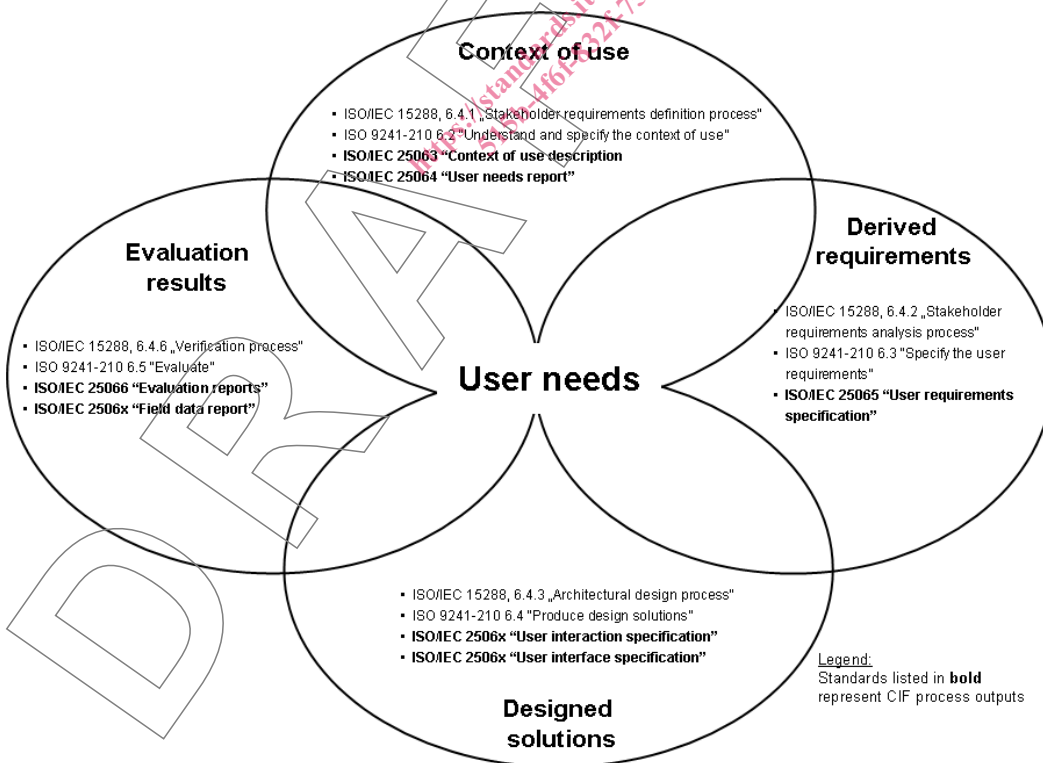 Context of use
▪ ISO/IEC 15288, 6.4.1 „Stakeholder requirements definition process”
▪ ISO 9241-210 6.2 “Understand and specify the context of use”
▪ ISO/IEC 25063 “Context of use description
▪ ISO/IEC 25064 “User needs report”
https://standards.it
Evaluation
results
▪ ISO/IEC 15288, 6.4.6 „Verification process”
▪ ISO 9241-210 6.5 “Evaluate”
▪ ISO/IEC 25066 “Evaluation reports”
▪ ISO/IEC 2506x “Field data report”
User needs
Derived
requirements
▪ ISO/IEC 15288, 6.4.2 „Stakeholder
requirements analysis process”
▪ ISO 9241-210 6.3 “Specify the user
requirements”
▪ ISO/IEC 25065 “User requirements
specification”
▪ ISO/IEC 15288, 6.4.3 „Architectural design process”
▪ ISO 9241-210 6.4 “Produce design solutions”
▪ ISO/IEC 2506x “User interaction specification”
▪ ISO/IEC 2506x “User interface specification”
Designed
solutions
Legend:
Standards listed in bold
represent CIF process outputs
DRAF